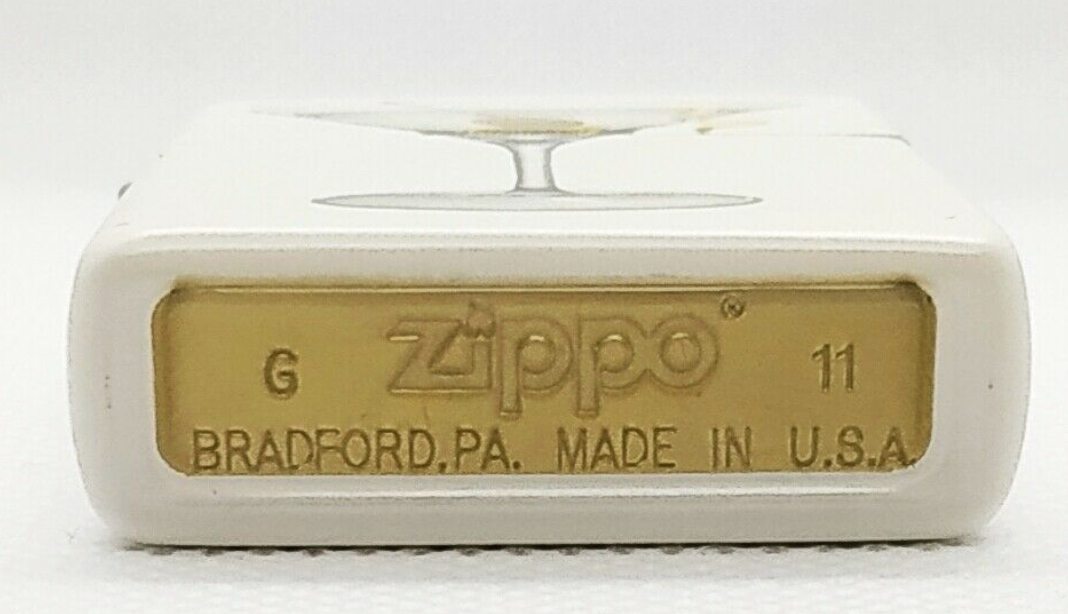 G zippo® 11
BRADFORD, PA. MADE IN U.S.A.